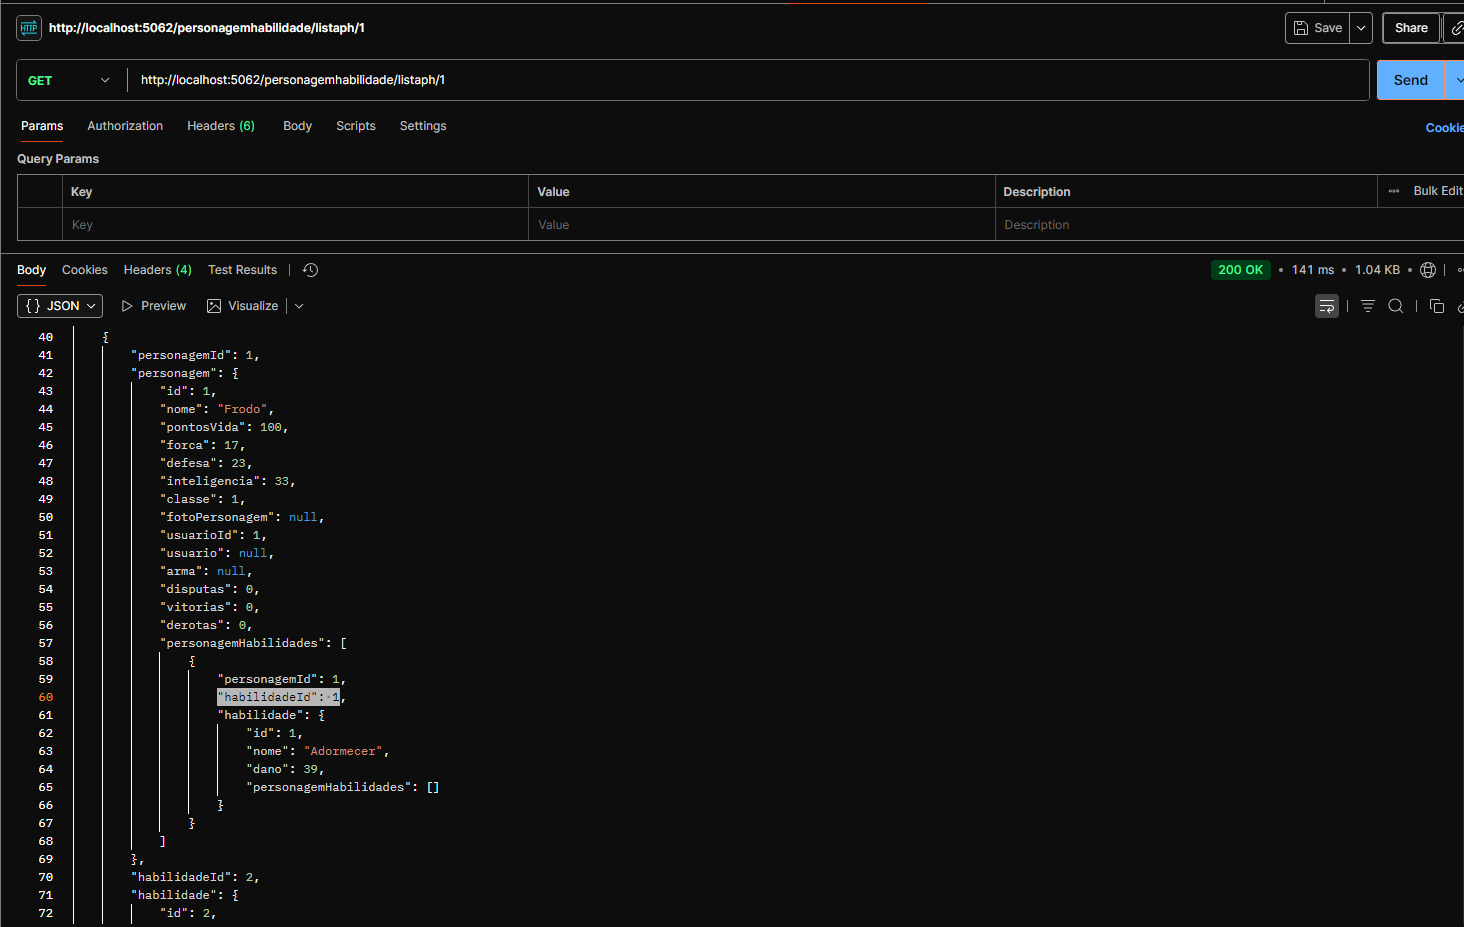 HTTP http://localhost:5062/personagemhabilidade/listaph/1 Save Share
GET http://localhost:5062/personagemhabilidade/listaph/1 Send
Params Authorization Headers (6) Body Scripts Settings Cookie
Query Params
Key Value Description Bulk Edit
Key Value Description
Body Cookies Headers (4) Test Results 200 OK • 141 ms • 1.04 KB •
{} JSON Preview Visualize
40 {
41 "personagemId": 1,
42 "personagem": {
43 "id": 1,
44 "nome": "Frodo",
45 "pontosVida": 100,
46 "forca": 17,
47 "defesa": 23,
48 "inteligencia": 33,
49 "classe": 1,
50 "fotoPersonagem": null,
51 "usuarioId": 1,
52 "usuario": null,
53 "arma": null,
54 "disputas": 0,
55 "vitorias": 0,
56 "derotas": 0,
57 "personagemHabilidades": [
58 {
59 "personagemId": 1,
60 "habilidadeId": 1,
61 "habilidade": {
62 "id": 1,
63 "nome": "Adormecer",
64 "dano": 39,
65 "personagemHabilidades": []
66 }
67 }
68 ]
69 },
70 "habilidadeId": 2,
71 "habilidade": {
72 "id": 2,